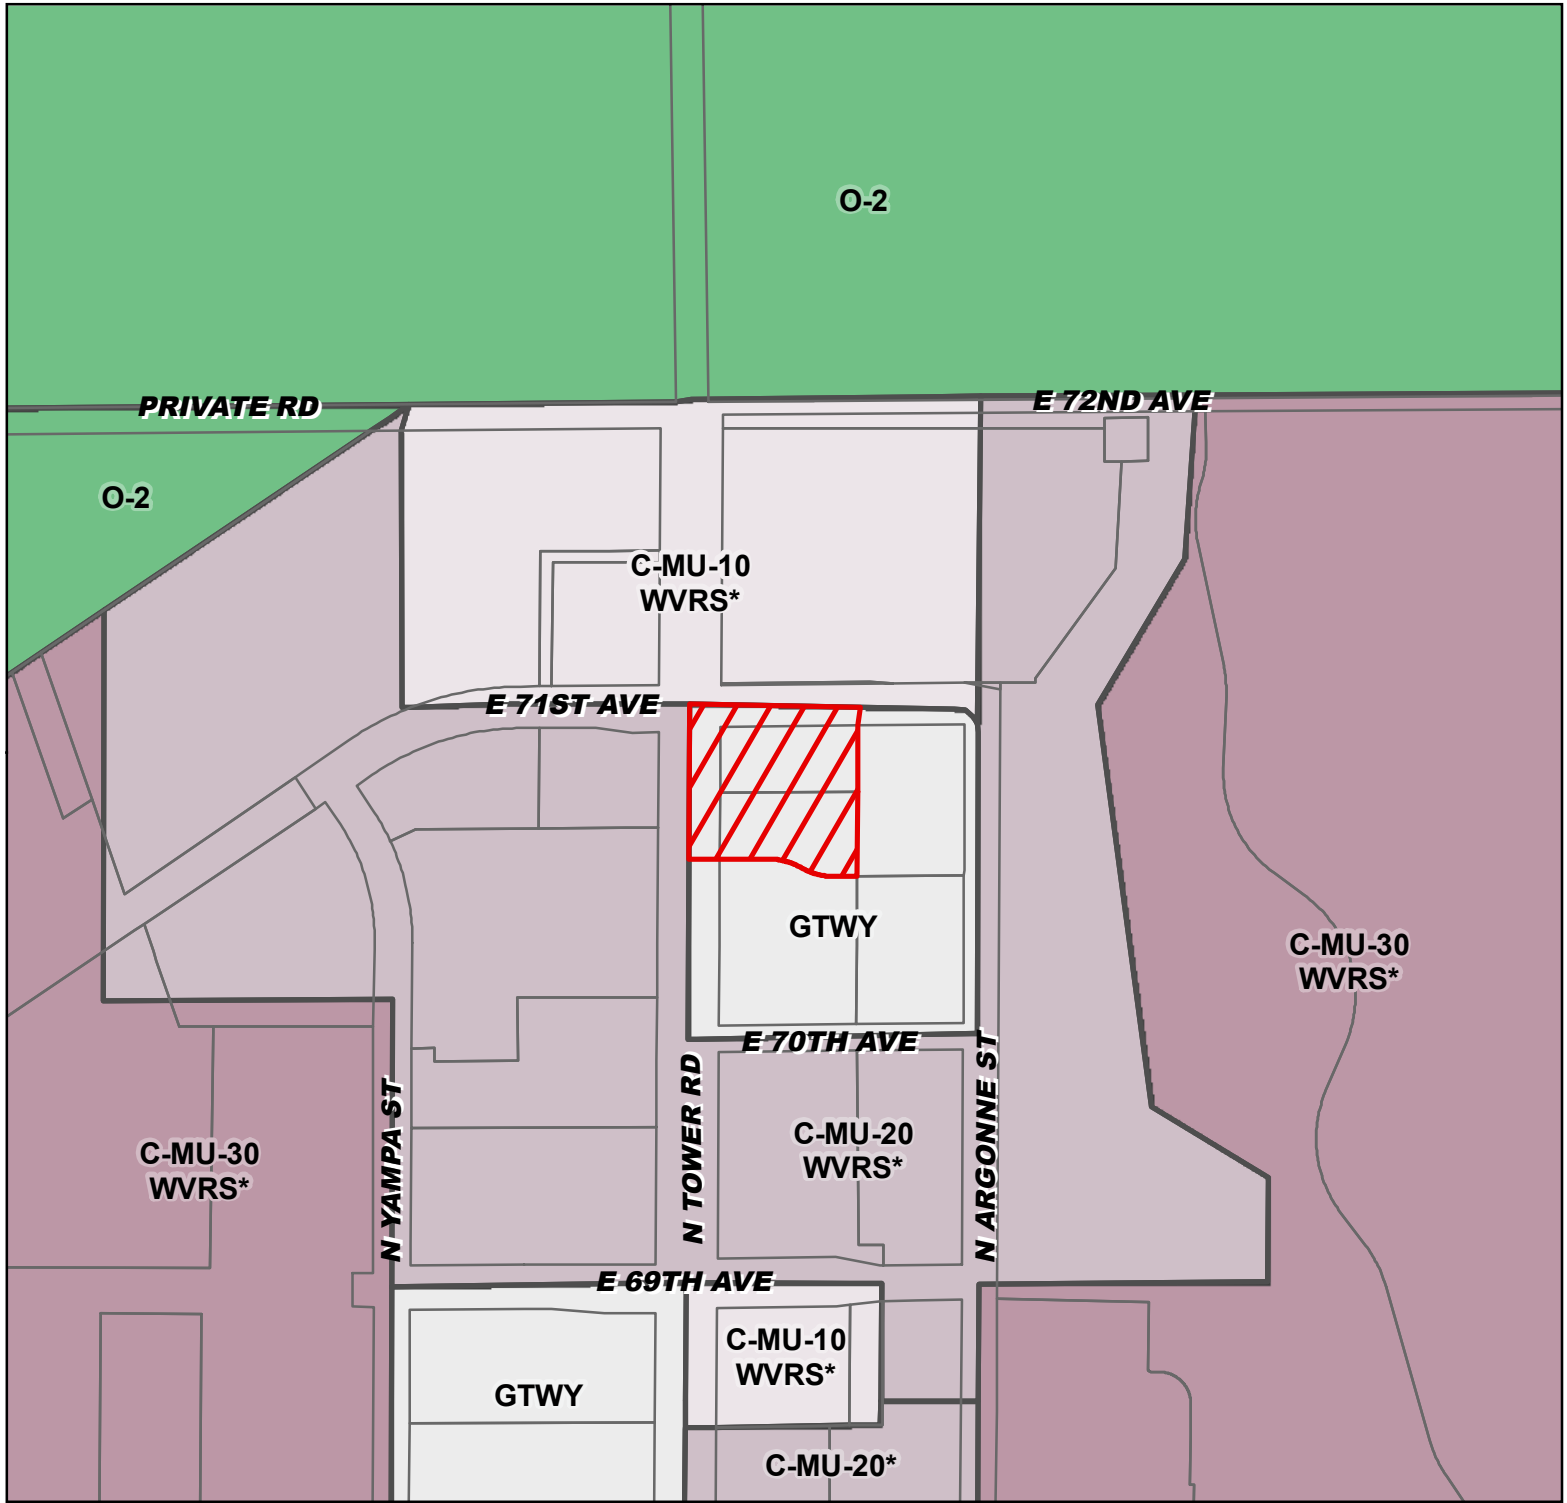 O-2
PRIVATE RD
E 72ND AVE
O-2
C-MU-10
WVRS*
E 71ST AVE
GTWY
C-MU-30
WVRS*
E 70TH AVE
N YAMPA ST
N TOWER RD
N ARGONNE ST
C-MU-20
WVRS*
C-MU-30
WVRS*
E 69TH AVE
C-MU-10
WVRS*
GTWY
C-MU-20*